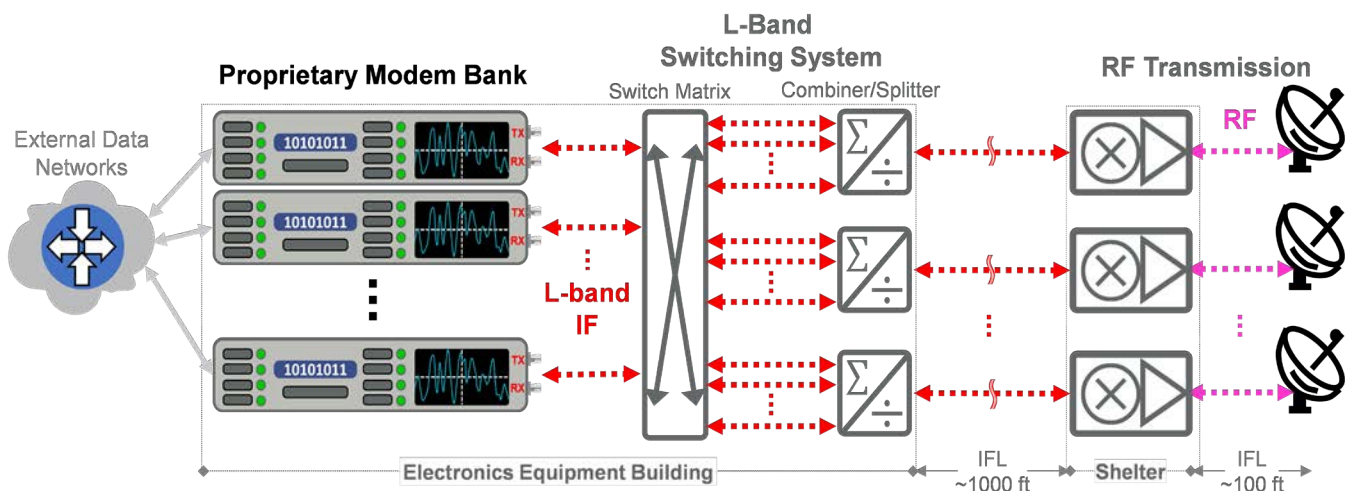 L-Band
Switching System
Proprietary Modem Bank
RF Transmission
Switch Matrix
Combiner/Splitter
External Data
Networks
10101011
TX
RX
Σ
÷
RF
10101011
TX
RX
Σ
÷
L-band
IF
10101011
TX
RX
Σ
÷
Electronics Equipment Building
IFL
~1000 ft
Shelter
IFL
~100 ft